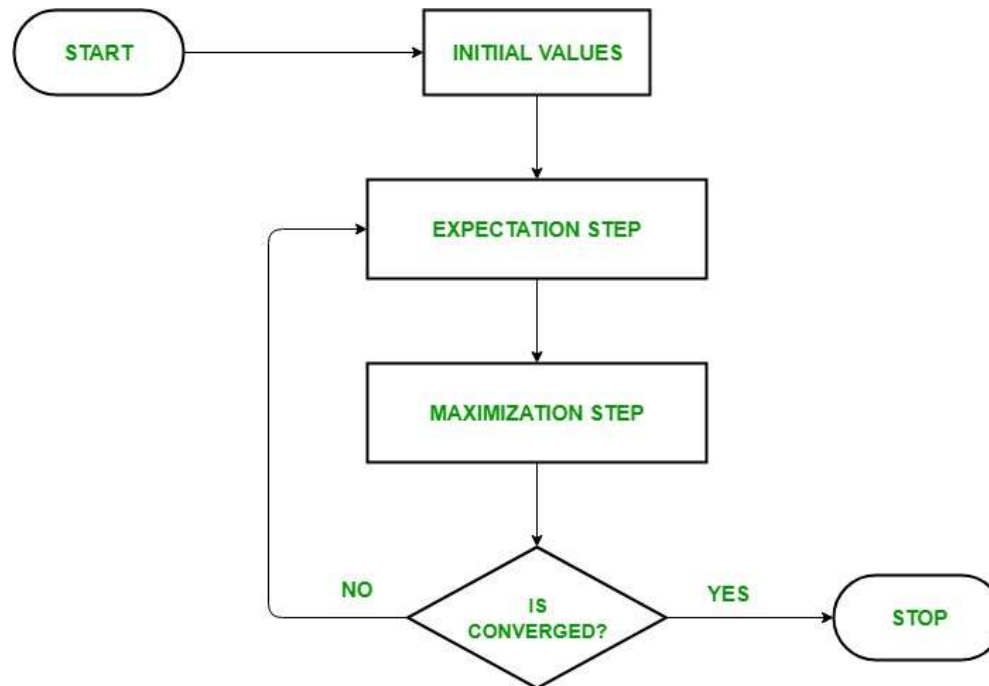 START
INITIIAL VALUES
EXPECTATION STEP
MAXIMIZATION STEP
NO
IS
CONVERGED?
YES
STOP